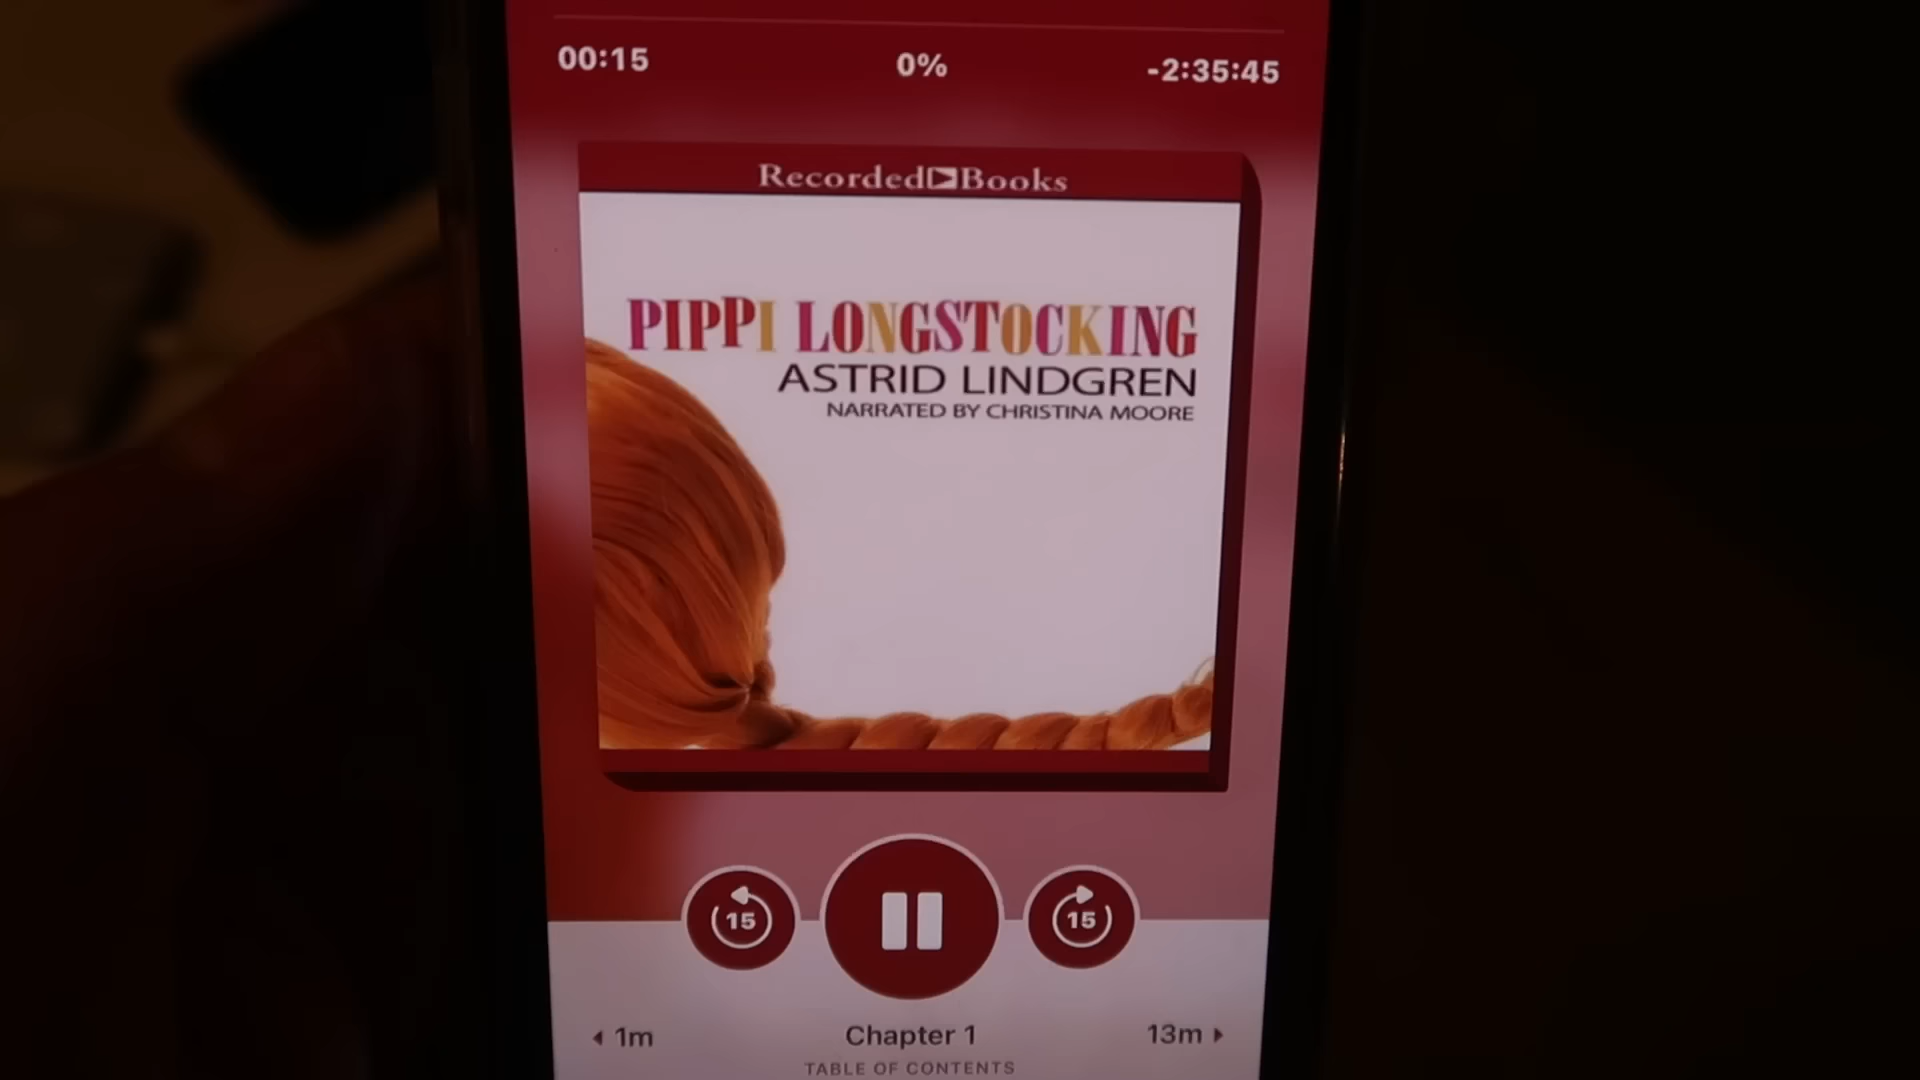 00:15 0% -2:35:45
Recorded Books
PIPPI LONGSTOCKING
ASTRID LINDGREN
NARRATED BY CHRISTINA MOORE
15 15
1m Chapter 1 13m
TABLE OF CONTENTS